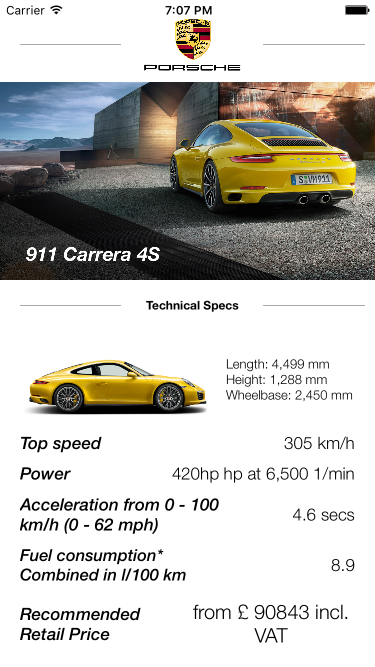 Carrier 7:07 PM
PORSCHE
S:VM911
911 Carrera 4S
Technical Specs
Length: 4,499 mm
Height: 1,288 mm
Wheelbase: 2,450 mm
Top speed 305 km/h
Power 420hp hp at 6,500 1/min
Acceleration from 0 - 100
km/h (0 - 62 mph) 4.6 secs
Fuel consumption*
Combined in l/100 km 8.9
Recommended from £ 90843 incl.
Retail Price VAT